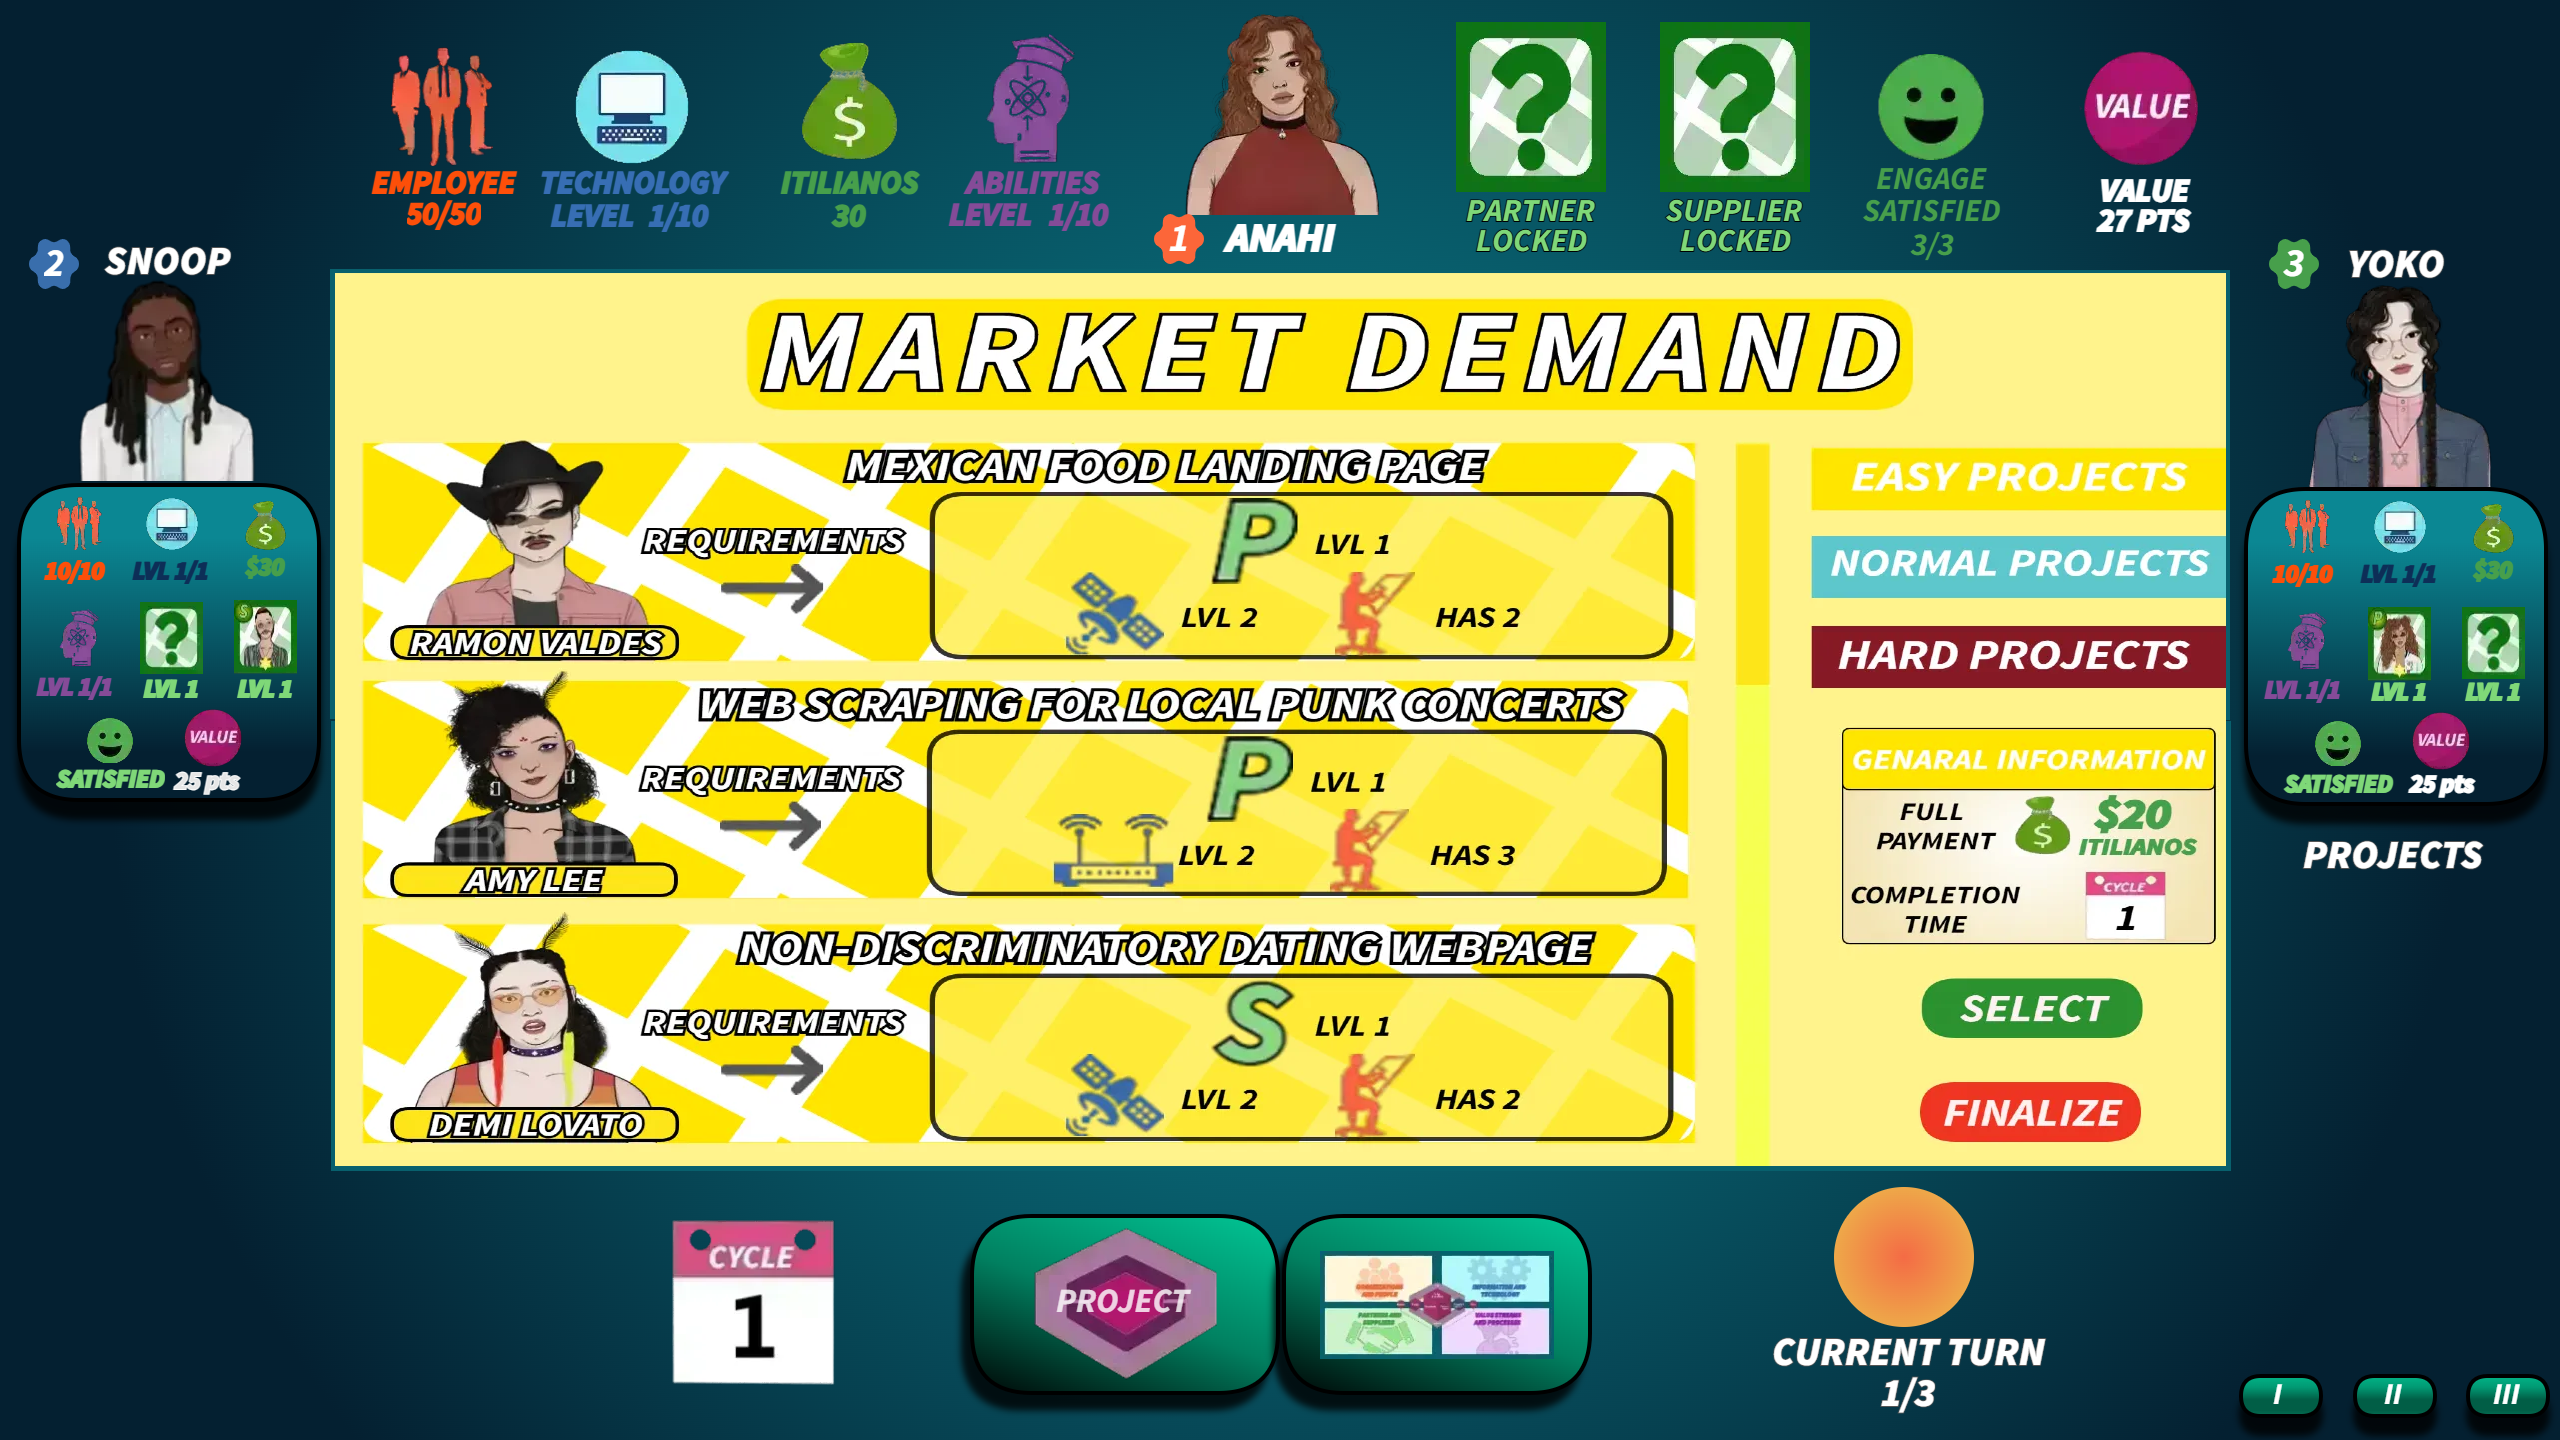 EMPLOYEE
50/50
TECHNOLOGY
LEVEL 1/10
$
ITILIANOS
30
ABILITIES
LEVEL 1/10
1 ANAHI
?
PARTNER
LOCKED
?
SUPPLIER
LOCKED
ENGAGE
SATISFIED
3/3
VALUE
VALUE
27 PTS
2 SNOOP
10/10
LVL 1/1
$
$30
LVL 1/1
?
LVL 1
S
LVL 1
SATISFIED
VALUE
25 pts
3 YOKO
10/10
LVL 1/1
$
$30
LVL 1/1
P
LVL 1
?
LVL 1
SATISFIED
VALUE
25 pts
PROJECTS
MARKET DEMAND
MEXICAN FOOD LANDING PAGE
RAMON VALDES
REQUIREMENTS
P LVL 1
LVL 2
HAS 2
WEB SCRAPING FOR LOCAL PUNK CONCERTS
AMY LEE
REQUIREMENTS
P LVL 1
LVL 2
HAS 3
NON-DISCRIMINATORY DATING WEBPAGE
DEMI LOVATO
REQUIREMENTS
S LVL 1
LVL 2
HAS 2
EASY PROJECTS
NORMAL PROJECTS
HARD PROJECTS
GENARAL INFORMATION
FULL
PAYMENT
$
$20
ITILIANOS
COMPLETION
TIME
CYCLE
1
SELECT
FINALIZE
CYCLE
1
PROJECT
CURRENT TURN
1/3
I
II
III